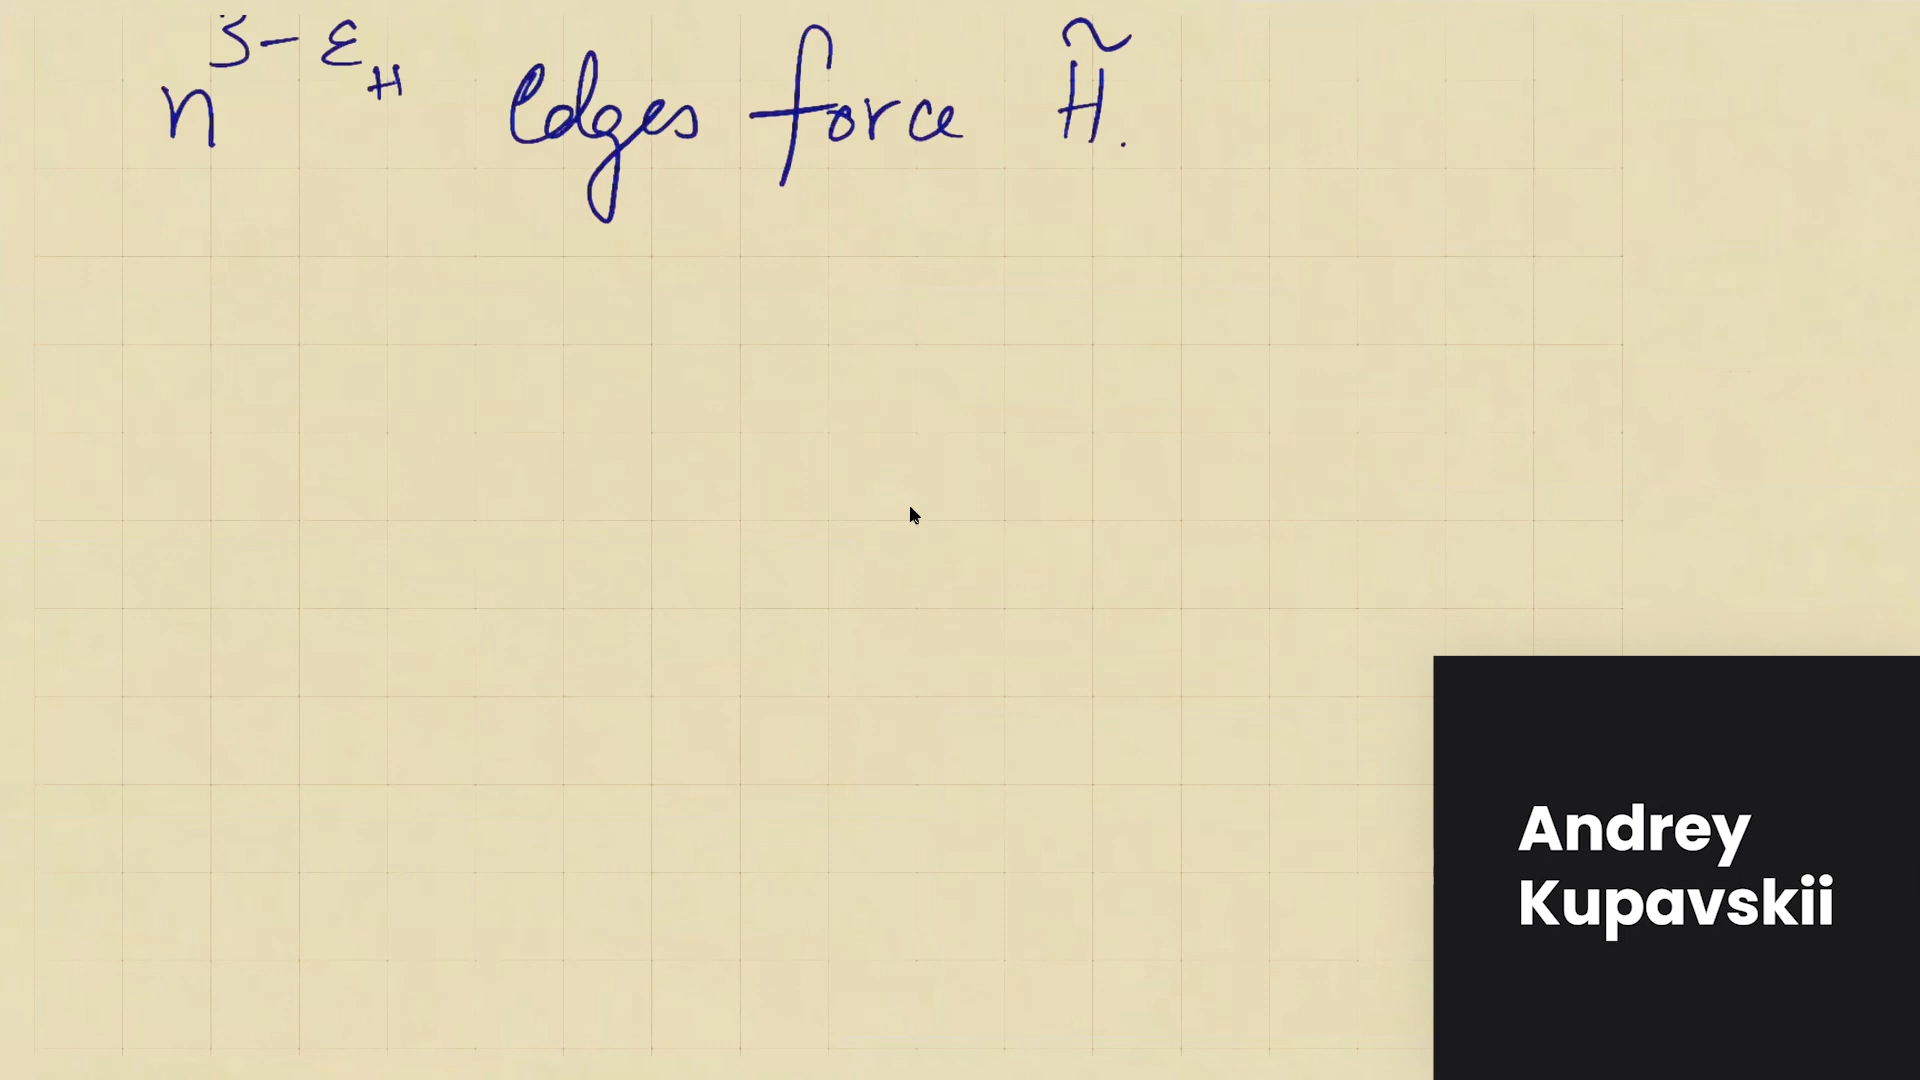 n^{3-ε_H} edges force H̃.
Andrey
Kupavskii